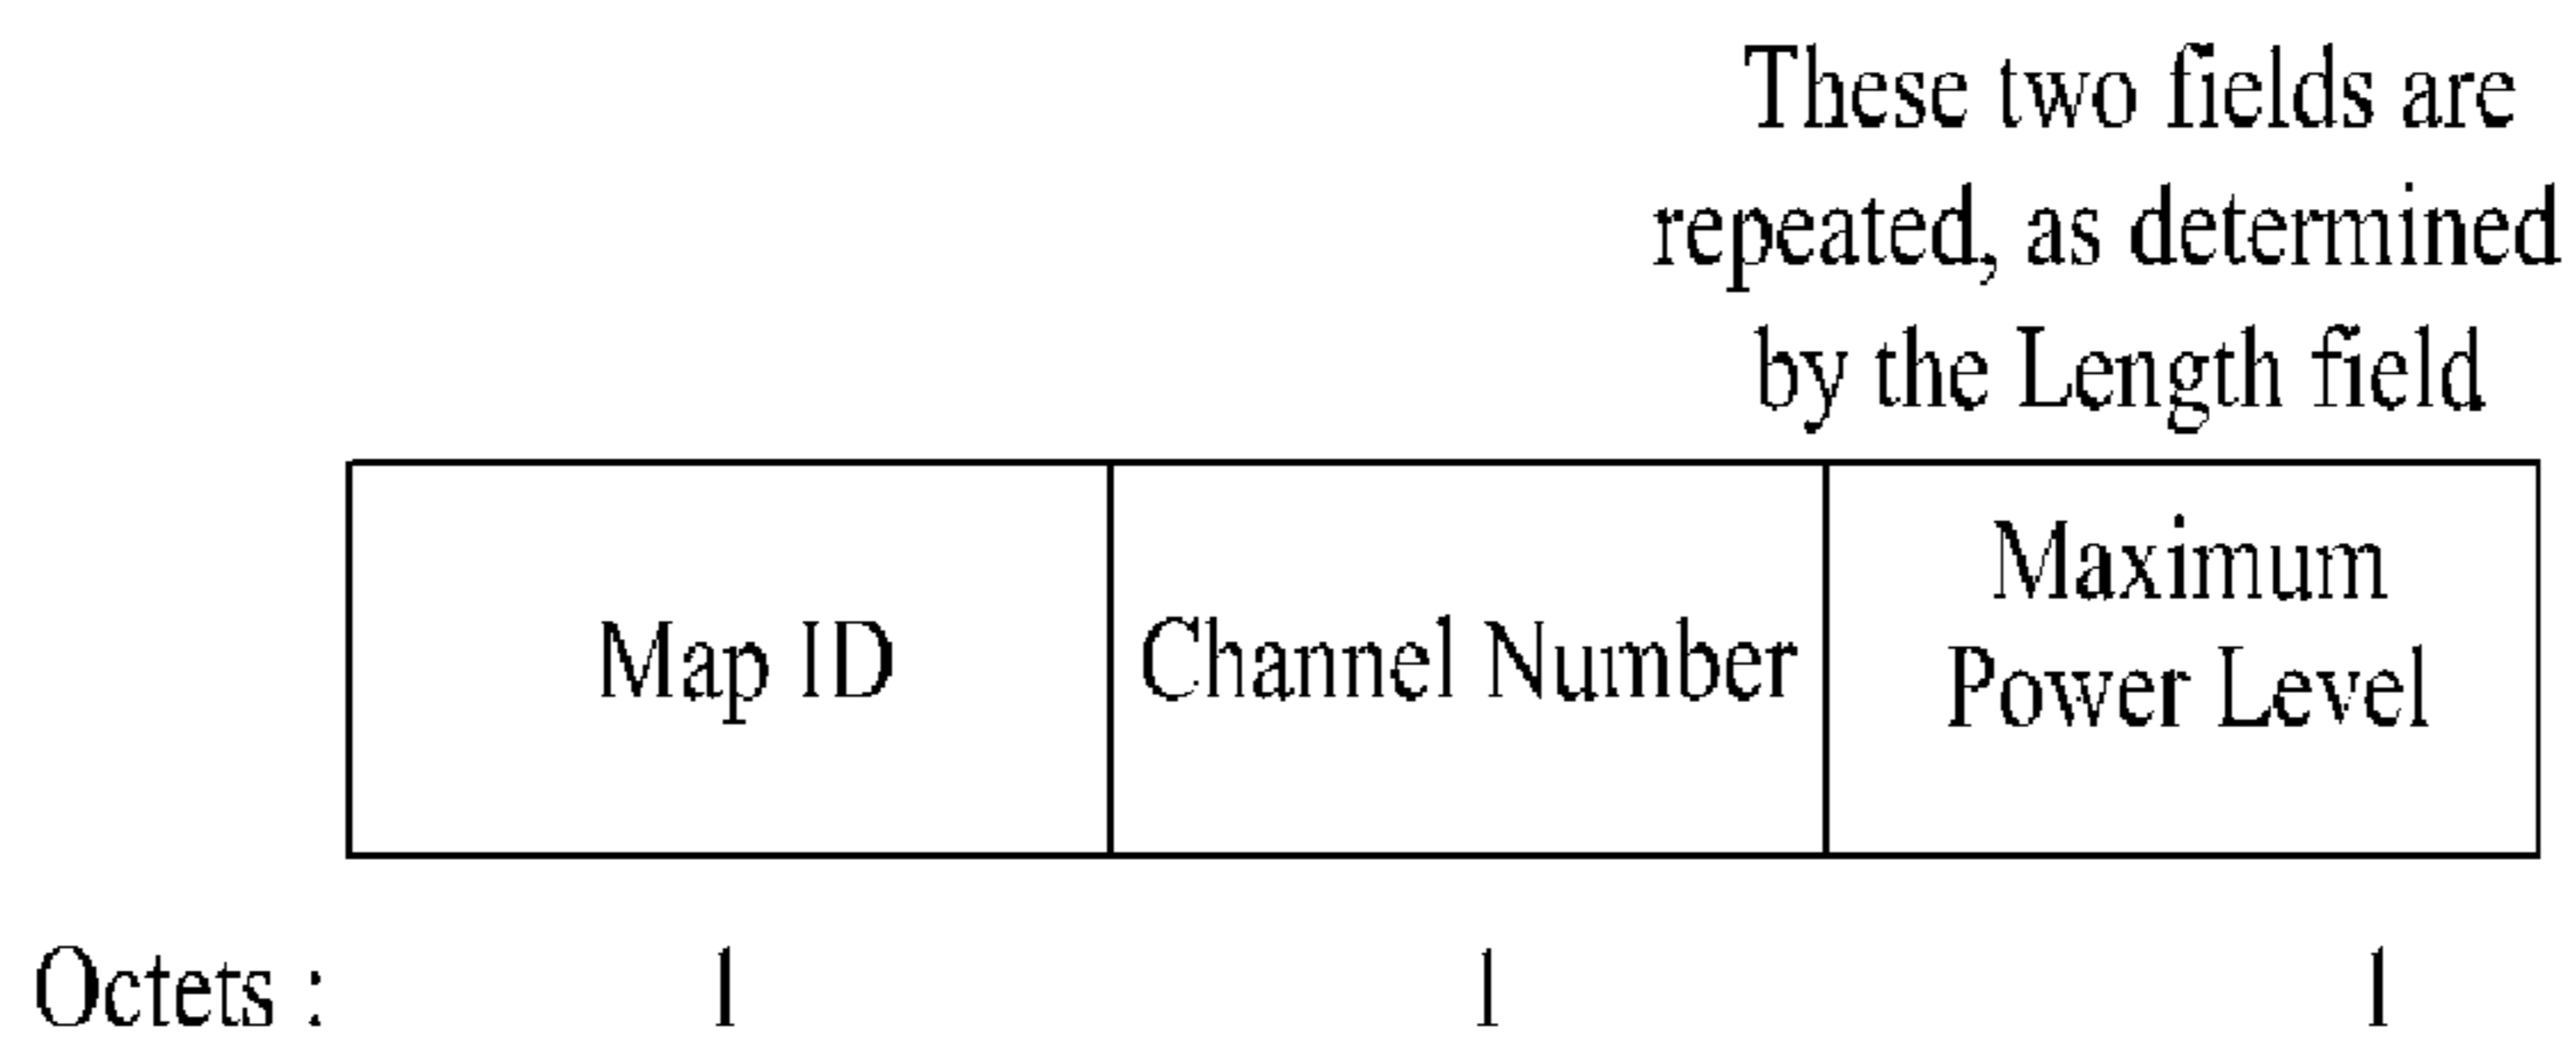 These two fields are
repeated, as determined
by the Length field
Map ID
Channel Number
Maximum
Power Level
Octets : 1 1 1